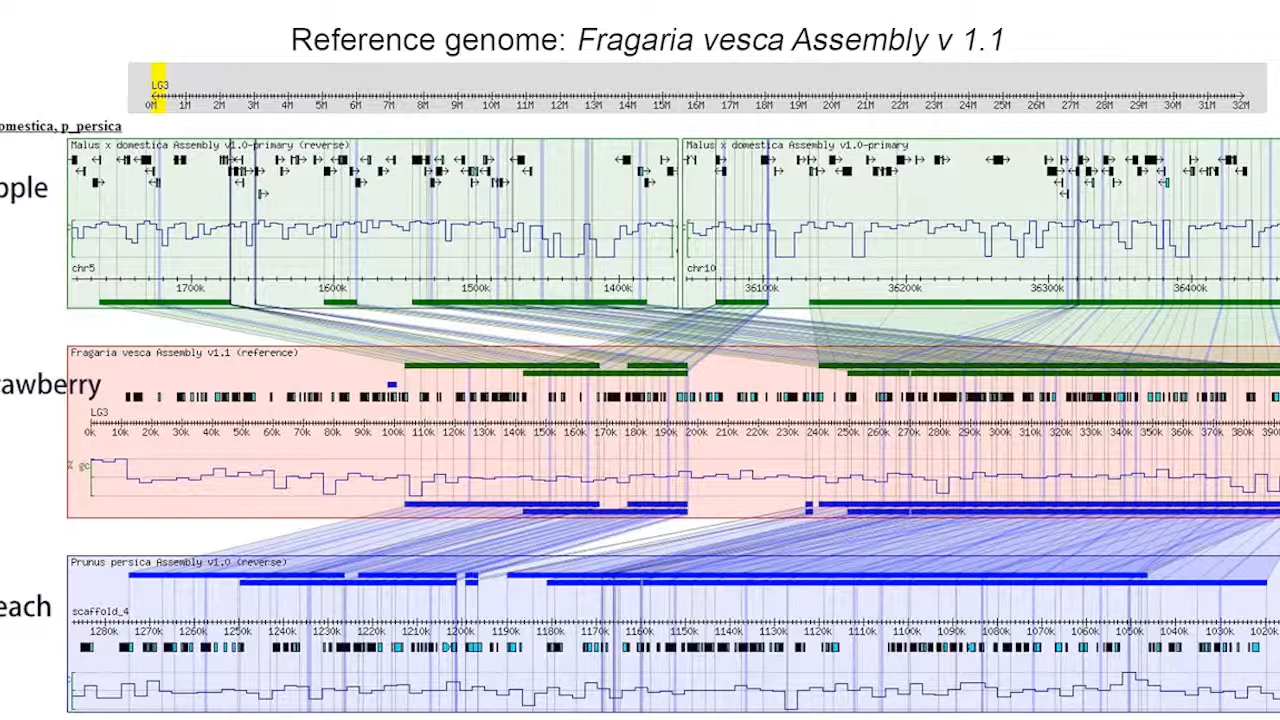 Reference genome: Fragaria vesca Assembly v 1.1
LG3
0M 1M 2M 3M 4M 5M 6M 7M 8M 9M 10M 11M 12M 13M 14M 15M 16M 17M 18M 19M 20M 21M 22M 23M 24M 25M 26M 27M 28M 29M 30M 31M 32M
omestica, p_persica
Malus x domestica Assembly v1.0-primary (reverse)
Malus x domestica Assembly v1.0-primary
pple
chr5
chr10
1700k 1600k 1500k 1400k
36100k 36200k 36300k 36400k
Fragaria vesca Assembly v1.1 (reference)
rawberry
LG3
0k 10k 20k 30k 40k 50k 60k 70k 80k 90k 100k 110k 120k 130k 140k 150k 160k 170k 180k 190k 200k 210k 220k 230k 240k 250k 260k 270k 280k 290k 300k 310k 320k 330k 340k 350k 360k 370k 380k 390
% gc
Prunus persica Assembly v1.0 (reverse)
each
scaffold_4
1280k 1270k 1260k 1250k 1240k 1230k 1220k 1210k 1200k 1190k 1180k 1170k 1160k 1150k 1140k 1130k 1120k 1110k 1100k 1090k 1080k 1070k 1060k 1050k 1040k 1030k 1020k